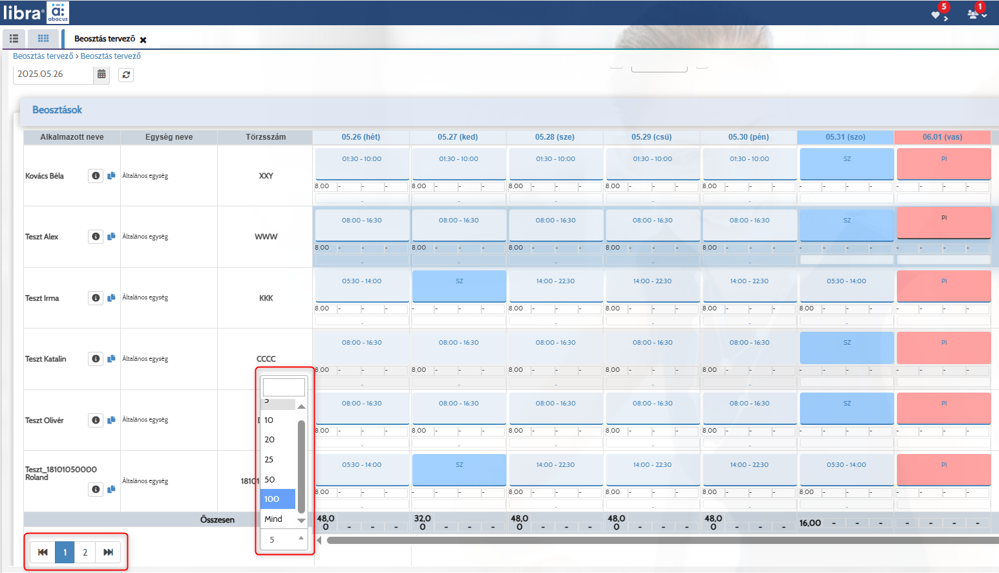 libra® a: abacus 5 1
Beosztás tervező
Beosztás tervező > Beosztás tervező
2025.05.26
Beosztások
Alkalmazott neve Egység neve Törzsszám 05.26 (hét) 05.27 (ked) 05.28 (sze) 05.29 (csü) 05.30 (pén) 05.31 (szo) 06.01 (vas)
01:30 - 10:00 01:30 - 10:00 01:30 - 10:00 01:30 - 10:00 01:30 - 10:00 SZ PI
Kovács Béla Általános egység XXY
8,00 - - - 8,00 - - - 8,00 - - - 8,00 - - - 8,00 - - - - - - - - - - -
- - - - -
08:00 - 16:30 08:00 - 16:30 08:00 - 16:30 08:00 - 16:30 08:00 - 16:30 SZ PI
Teszt Alex Általános egység WWW
8,00 - - - 8,00 - - - 8,00 - - - 8,00 - - - 8,00 - - - - - - - - - - -
- - - - -
05:30 - 14:00 SZ 14:00 - 22:30 14:00 - 22:30 14:00 - 22:30 05:30 - 14:00 PI
Teszt Irma Általános egység KKK
8,00 - - - - - - - 8,00 - - - 8,00 - - - 8,00 - - - 8,00 - - - - - - -
- - - - -
08:00 - 16:30 08:00 - 16:30 08:00 - 16:30 08:00 - 16:30 08:00 - 16:30 SZ PI
Teszt Katalin Általános egység CCCC
8,00 - - - 8,00 - - - 8,00 - - - 8,00 - - - 8,00 - - - - - - - - - - -
- - - - -
08:00 - 16:30 08:00 - 16:30 08:00 - 16:30 08:00 - 16:30 08:00 - 16:30 SZ PI
Teszt Olivér Általános egység
8,00 - - - 8,00 - - - 8,00 - - - 8,00 - - - 8,00 - - - - - - - - - - -
- - - - -
05:30 - 14:00 SZ 14:00 - 22:30 14:00 - 22:30 14:00 - 22:30 05:30 - 14:00 PI
Teszt_18101050000
Roland
Általános egység 18101
8,00 - - - - - - - 8,00 - - - 8,00 - - - 8,00 - - - 8,00 - - - - - - -
- - - - -
5
10
20
25
50
100
Mind
5
Összesen 48,00 - - - 32,00 - - - 48,00 - - - 48,00 - - - 48,00 - - - 16,00 - - - - - - -
1 2